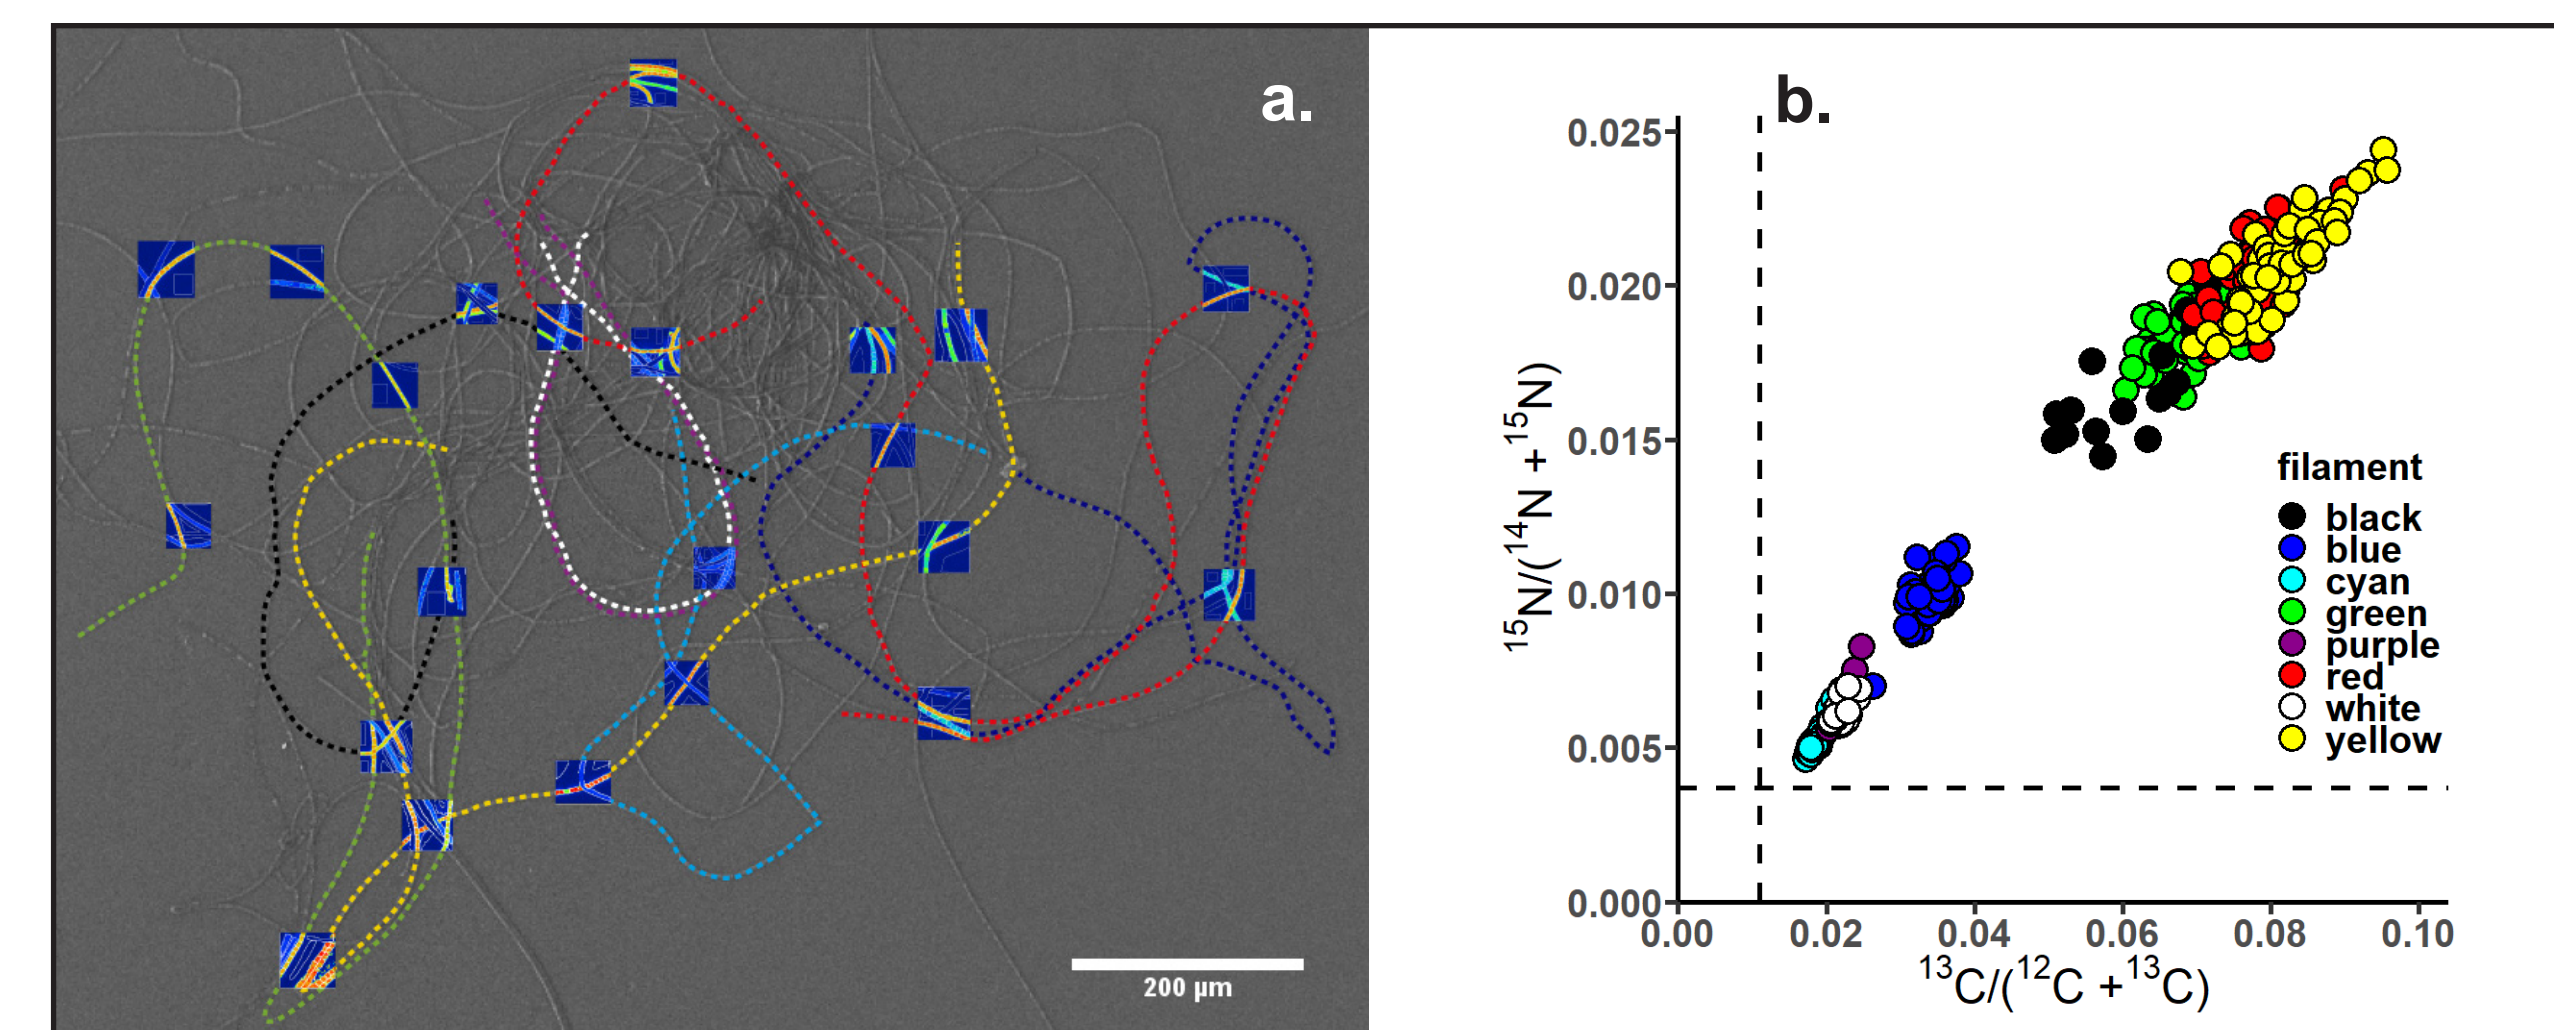 a.
200 µm
b.
0.025
0.020
0.015
0.010
0.005
0.000
0.00 0.02 0.04 0.06 0.08 0.10
15N/(14N +15N)
13C/(12C +13C)
filament
black
blue
cyan
green
purple
red
white
yellow